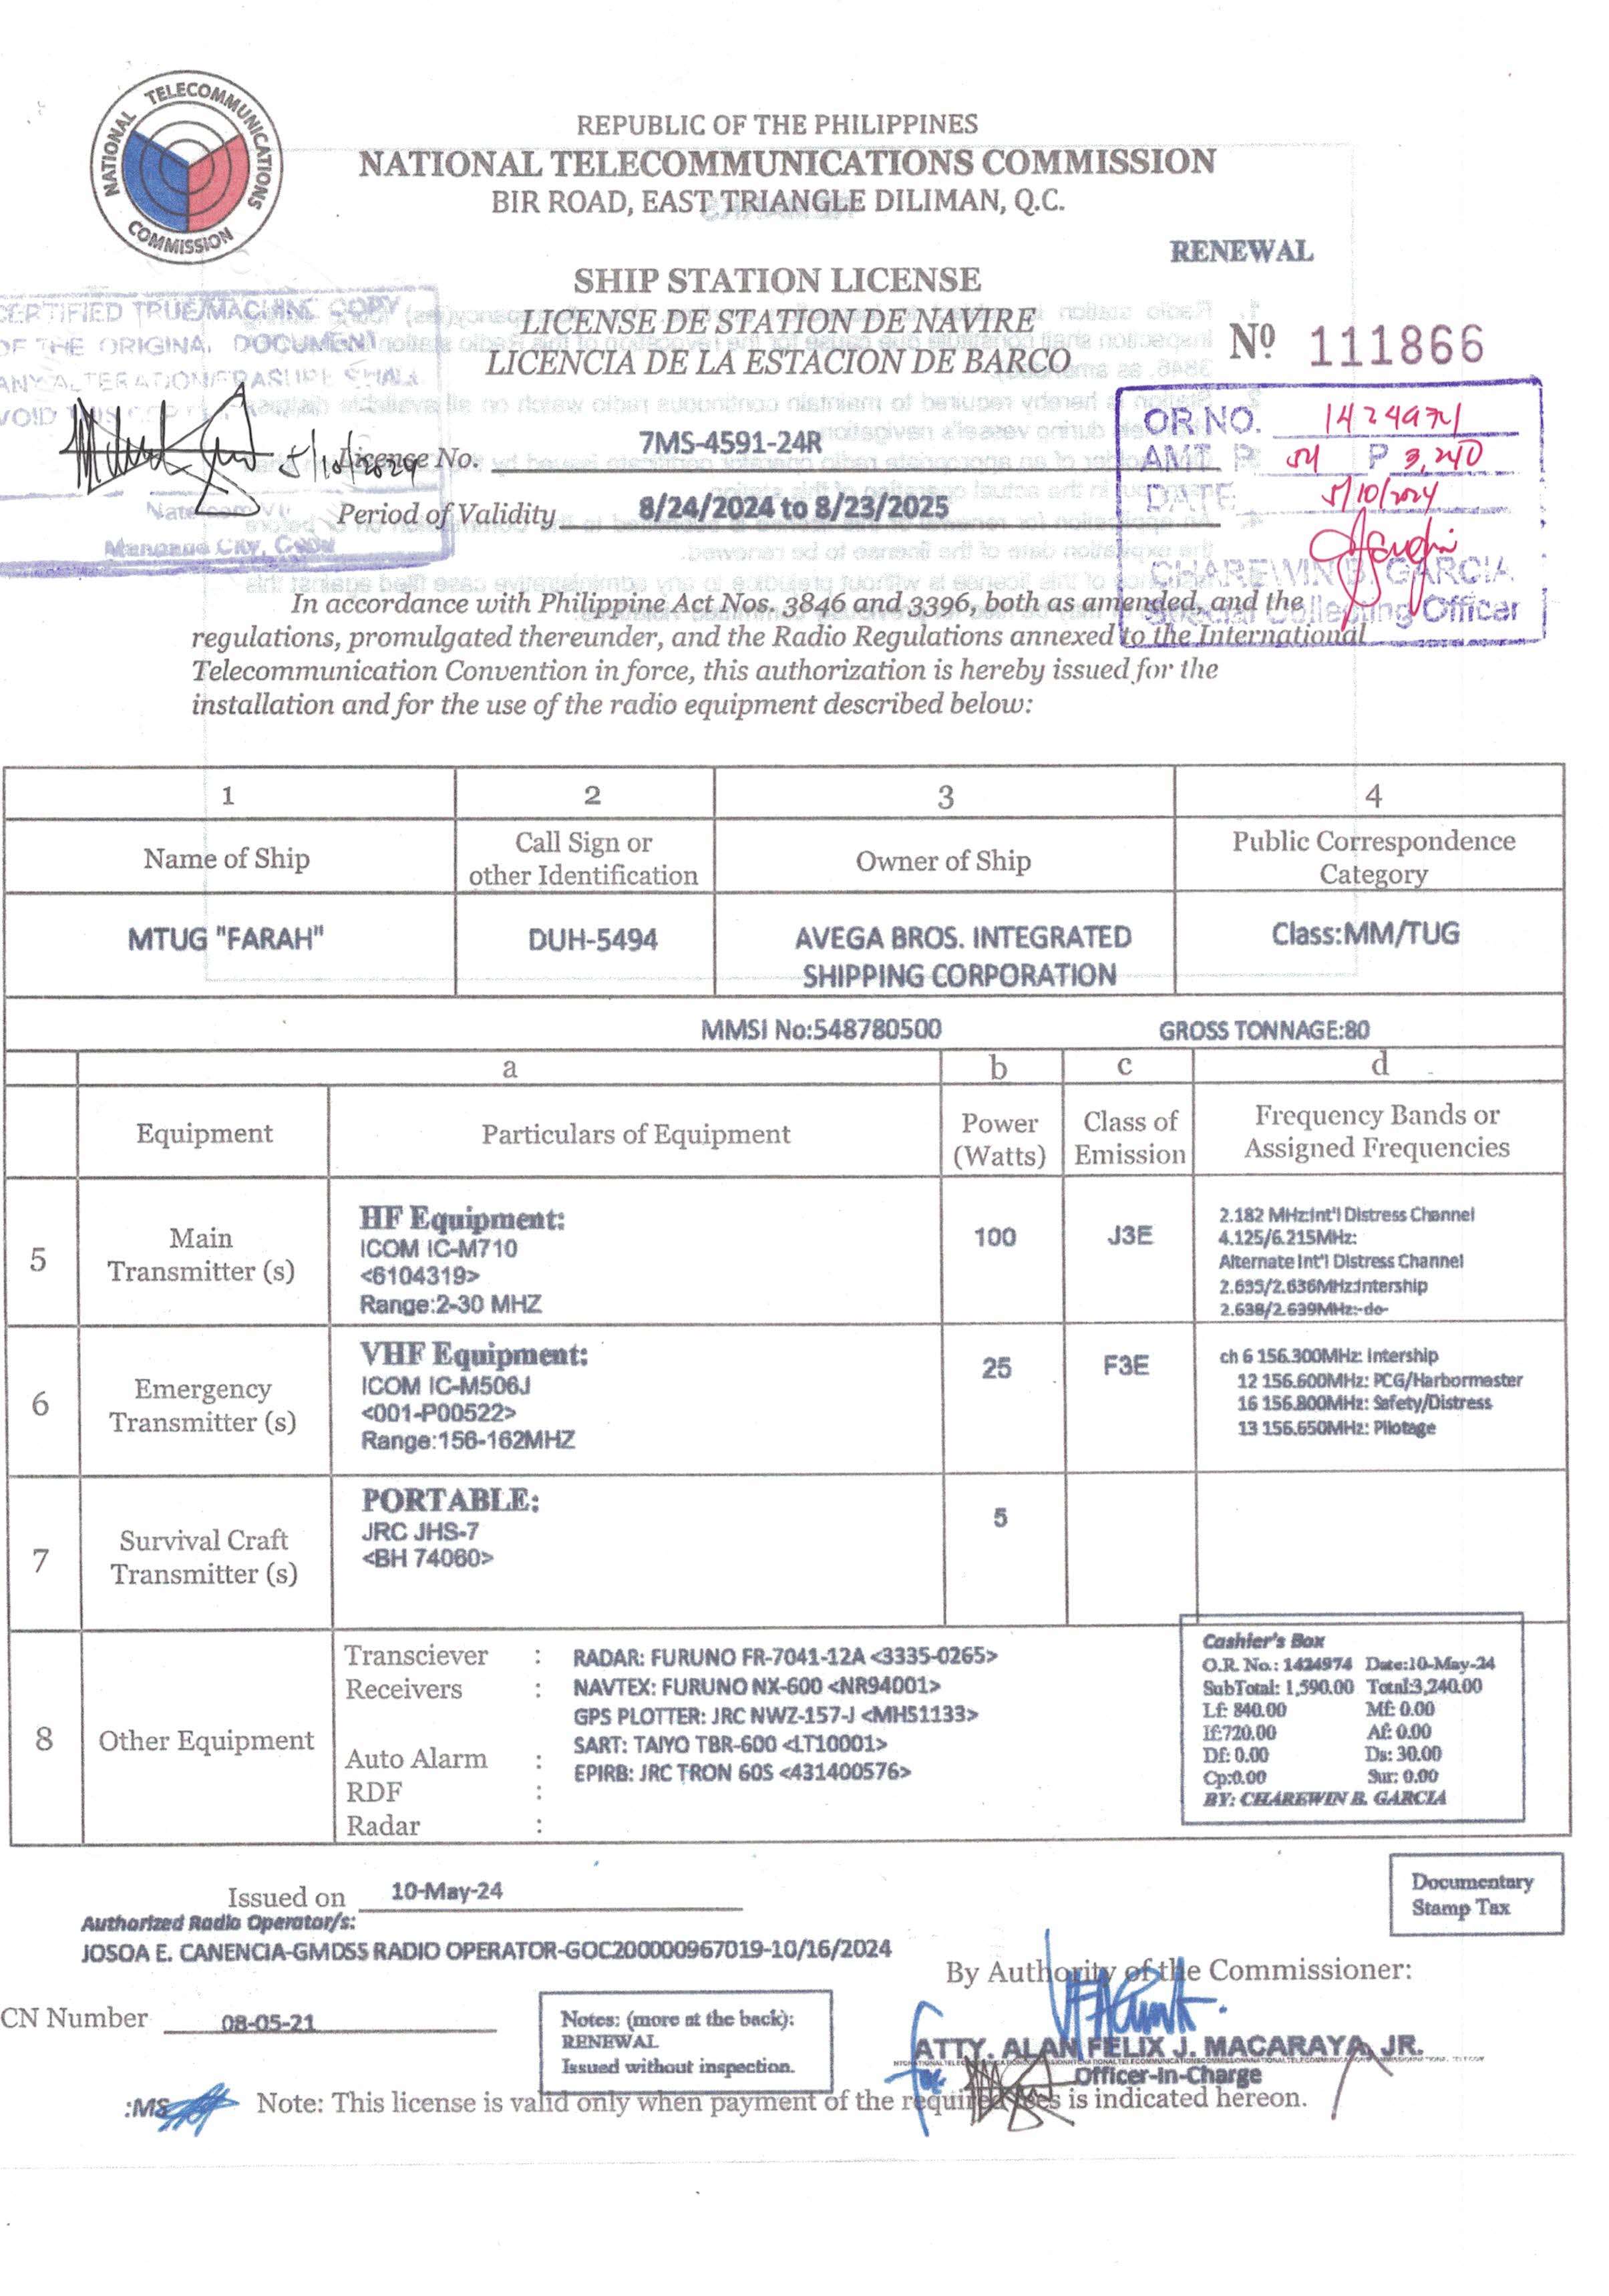 NATIONAL TELECOMMUNICATIONS COMMISSION
REPUBLIC OF THE PHILIPPINES
NATIONAL TELECOMMUNICATIONS COMMISSION
BIR ROAD, EAST TRIANGLE DILIMAN, Q.C.
RENEWAL
SHIP STATION LICENSE
LICENSE DE STATION DE NAVIRE
LICENCIA DE LA ESTACION DE BARCO
Nº 111866
CERTIFIED TRUE/MACHINE COPY
OF THE ORIGINAL DOCUMENT
ANY ALTERATION/ERASURE SHALL
VOID THIS COPY
5/10/2024
Mandaue City, Cebu
OR NO. 1424974
AMT P 3,240
DATE 5/10/2024
CHAREWIN B. GARCIA
Special Collecting Officer
License No. 7MS-4591-24R
Period of Validity 8/24/2024 to 8/23/2025
In accordance with Philippine Act Nos. 3846 and 3396, both as amended, and the
regulations, promulgated thereunder, and the Radio Regulations annexed to the International
Telecommunication Convention in force, this authorization is hereby issued for the
installation and for the use of the radio equipment described below:
1 2 3 4
Name of Ship
Call Sign or
other Identification
Owner of Ship
Public Correspondence
Category
MTUG "FARAH"
DUH-5494
AVEGA BROS. INTEGRATED
SHIPPING CORPORATION
Class:MM/TUG
MMSI No:548780500 GROSS TONNAGE:80
a b c d
Equipment
Particulars of Equipment
Power
(Watts)
Class of
Emission
Frequency Bands or
Assigned Frequencies
5
Main
Transmitter (s)
HF Equipment:
ICOM IC-M710
<6104319>
Range:2-30 MHZ
100
J3E
2.182 MHz:Int'l Distress Channel
4.125/6.215MHz:
Alternate Int'l Distress Channel
2.635/2.636MHz:Intership
2.638/2.639MHz:-do-
6
Emergency
Transmitter (s)
VHF Equipment:
ICOM IC-M506J
<001-P00522>
Range:156-162MHZ
25
F3E
ch 6 156.300MHz: Intership
12 156.600MHz: PCG/Harbormaster
16 156.800MHz: Safety/Distress
13 156.650MHz: Pilotage
7
Survival Craft
Transmitter (s)
PORTABLE:
JRC JHS-7
<BH 74060>
5
8
Other Equipment
Transciever :
Receivers :
Auto Alarm :
RDF :
Radar :
RADAR: FURUNO FR-7041-12A <3335-0265>
NAVTEX: FURUNO NX-600 <NR94001>
GPS PLOTTER: JRC NWZ-157-J <MH51133>
SART: TAIYO TBR-600 <LT10001>
EPIRB: JRC TRON 60S <431400576>
Cashier's Box
O.R. No.: 1424974 Date:10-May-24
SubTotal: 1,590.00 Total:3,240.00
Lf: 840.00 Mf: 0.00
If:720.00 Af: 0.00
Df: 0.00 Ds: 30.00
Cp:0.00 Sur: 0.00
BY: CHAREWIN B. GARCIA
Issued on 10-May-24
Documentary
Stamp Tax
Authorized Radio Operator/s:
JOSOA E. CANENCIA-GMDSS RADIO OPERATOR-GOC200000967019-10/16/2024
By Authority of the Commissioner:
CN Number 08-05-21
Notes: (more at the back):
RENEWAL
Issued without inspection.
ATTY. ALAN FELIX J. MACARAYA, JR.
Officer-in-Charge
:MS
Note: This license is valid only when payment of the required fees is indicated hereon.